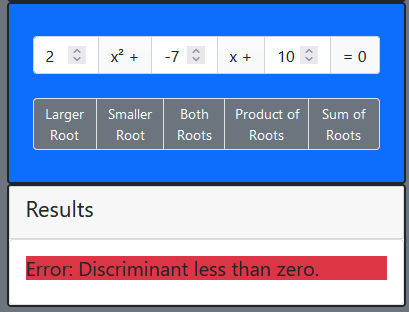 2 x² + -7 x + 10 = 0
Larger Smaller Both Product of Sum of
Root Root Roots Roots Roots
Results
Error: Discriminant less than zero.